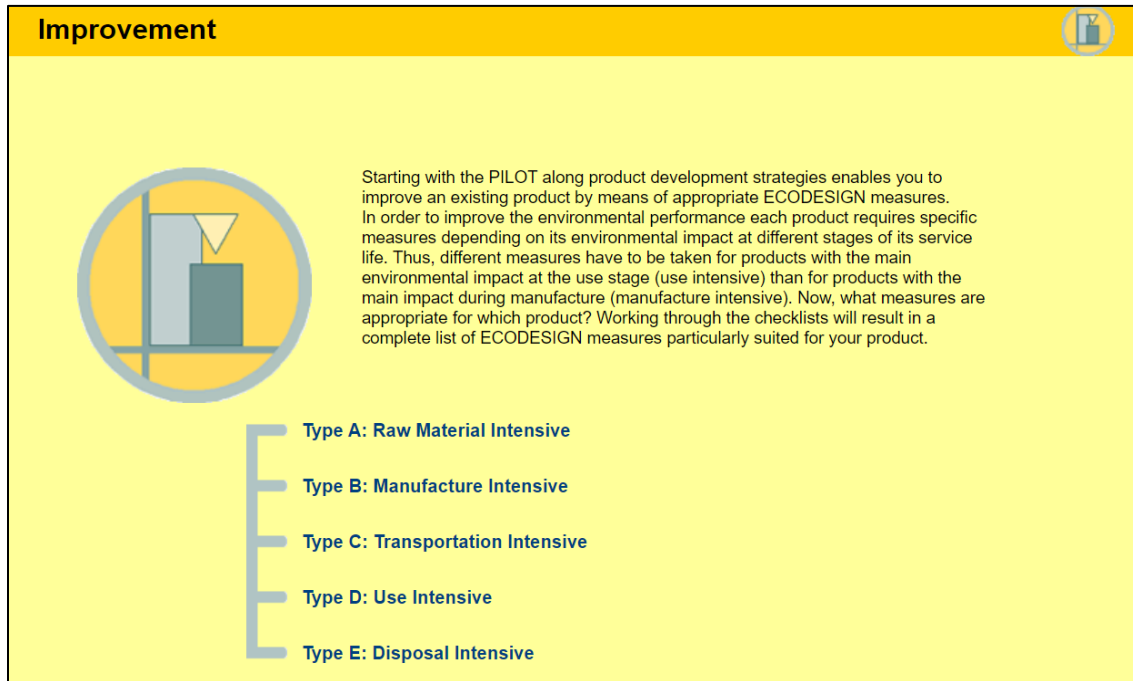 Improvement
Starting with the PILOT along product development strategies enables you to
improve an existing product by means of appropriate ECODESIGN measures.
In order to improve the environmental performance each product requires specific
measures depending on its environmental impact at different stages of its service
life. Thus, different measures have to be taken for products with the main
environmental impact at the use stage (use intensive) than for products with the
main impact during manufacture (manufacture intensive). Now, what measures are
appropriate for which product? Working through the checklists will result in a
complete list of ECODESIGN measures particularly suited for your product.
Type A: Raw Material Intensive
Type B: Manufacture Intensive
Type C: Transportation Intensive
Type D: Use Intensive
Type E: Disposal Intensive